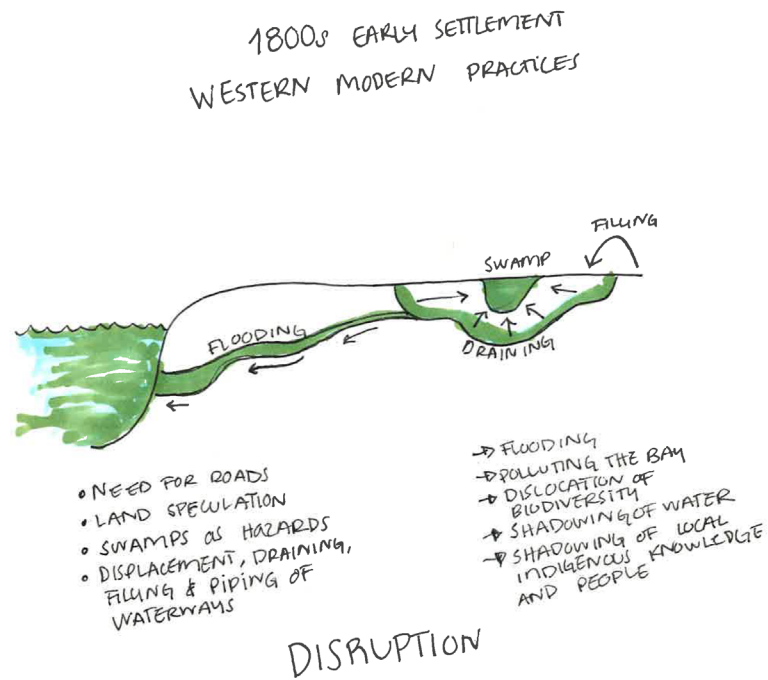 1800s EARLY SETTLEMENT
WESTERN MODERN PRACTICES
FILLING
SWAMP
FLOODING
DRAINING
• NEED FOR ROADS
• LAND SPECULATION
• SWAMPS as HAZARDS
• DISPLACEMENT, DRAINING,
FILLING & PIPING OF
WATERWAYS
→ FLOODING
→ POLLUTING THE BAY
→ DISLOCATION OF
BIODIVERSITY
→ SHADOWING OF WATER
→ SHADOWING OF LOCAL
INDIGENOUS KNOWLEDGE
AND PEOPLE
DISRUPTION